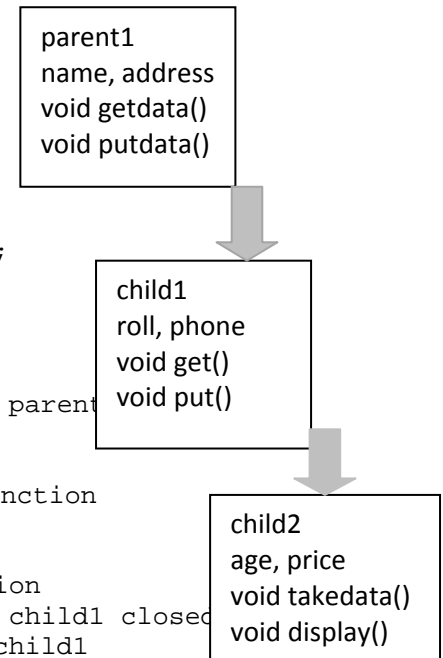 parent1
name, address
void getdata()
void putdata()
;
child1
roll, phone
void get()
void put()
parent
nction
ion
child1 closed
child1
child2
age, price
void takedata()
void display()